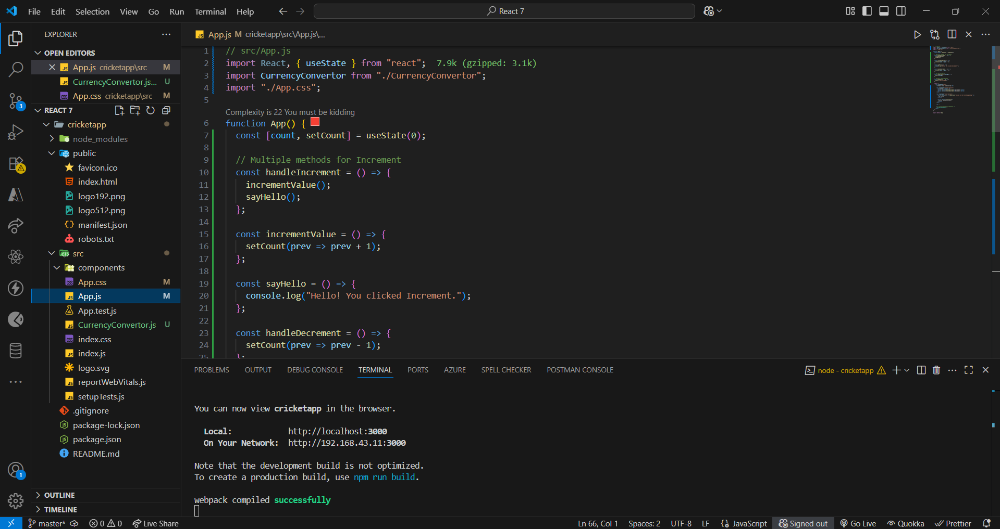 File Edit Selection View Go Run Terminal Help
React 7
EXPLORER
OPEN EDITORS
App.js cricketapp\src M
CurrencyConvertor.js... U
App.css cricketapp\src M
REACT 7
cricketapp
node_modules
public
favicon.ico
index.html
logo192.png
logo512.png
manifest.json
robots.txt
src
components
App.css M
App.js M
App.test.js
CurrencyConvertor.js U
index.css
index.js
logo.svg
reportWebVitals.js
setupTests.js
.gitignore
package-lock.json
package.json
README.md
OUTLINE
TIMELINE
3
1
App.js M cricketapp\src\App.js\...
1 // src/App.js
2 import React, { useState } from "react"; 7.9k (gzipped: 3.1k)
3 import CurrencyConvertor from "./CurrencyConvertor";
4 import "./App.css";
5
Complexity is 22 You must be kidding
6 function App() {
7 const [count, setCount] = useState(0);
8
9 // Multiple methods for Increment
10 const handleIncrement = () => {
11 incrementValue();
12 sayHello();
13 };
14
15 const incrementValue = () => {
16 setCount(prev => prev + 1);
17 };
18
19 const sayHello = () => {
20 console.log("Hello! You clicked Increment.");
21 };
22
23 const handleDecrement = () => {
24 setCount(prev => prev - 1);
25 };
PROBLEMS OUTPUT DEBUG CONSOLE TERMINAL PORTS AZURE SPELL CHECKER POSTMAN CONSOLE
node - cricketapp
You can now view cricketapp in the browser.
Local: http://localhost:3000
On Your Network: http://192.168.43.11:3000
Note that the development build is not optimized.
To create a production build, use npm run build.
webpack compiled successfully
master* 0 0 Live Share Ln 66, Col 1 Spaces: 2 UTF-8 LF {} JavaScript Signed out Go Live Quokka Prettier